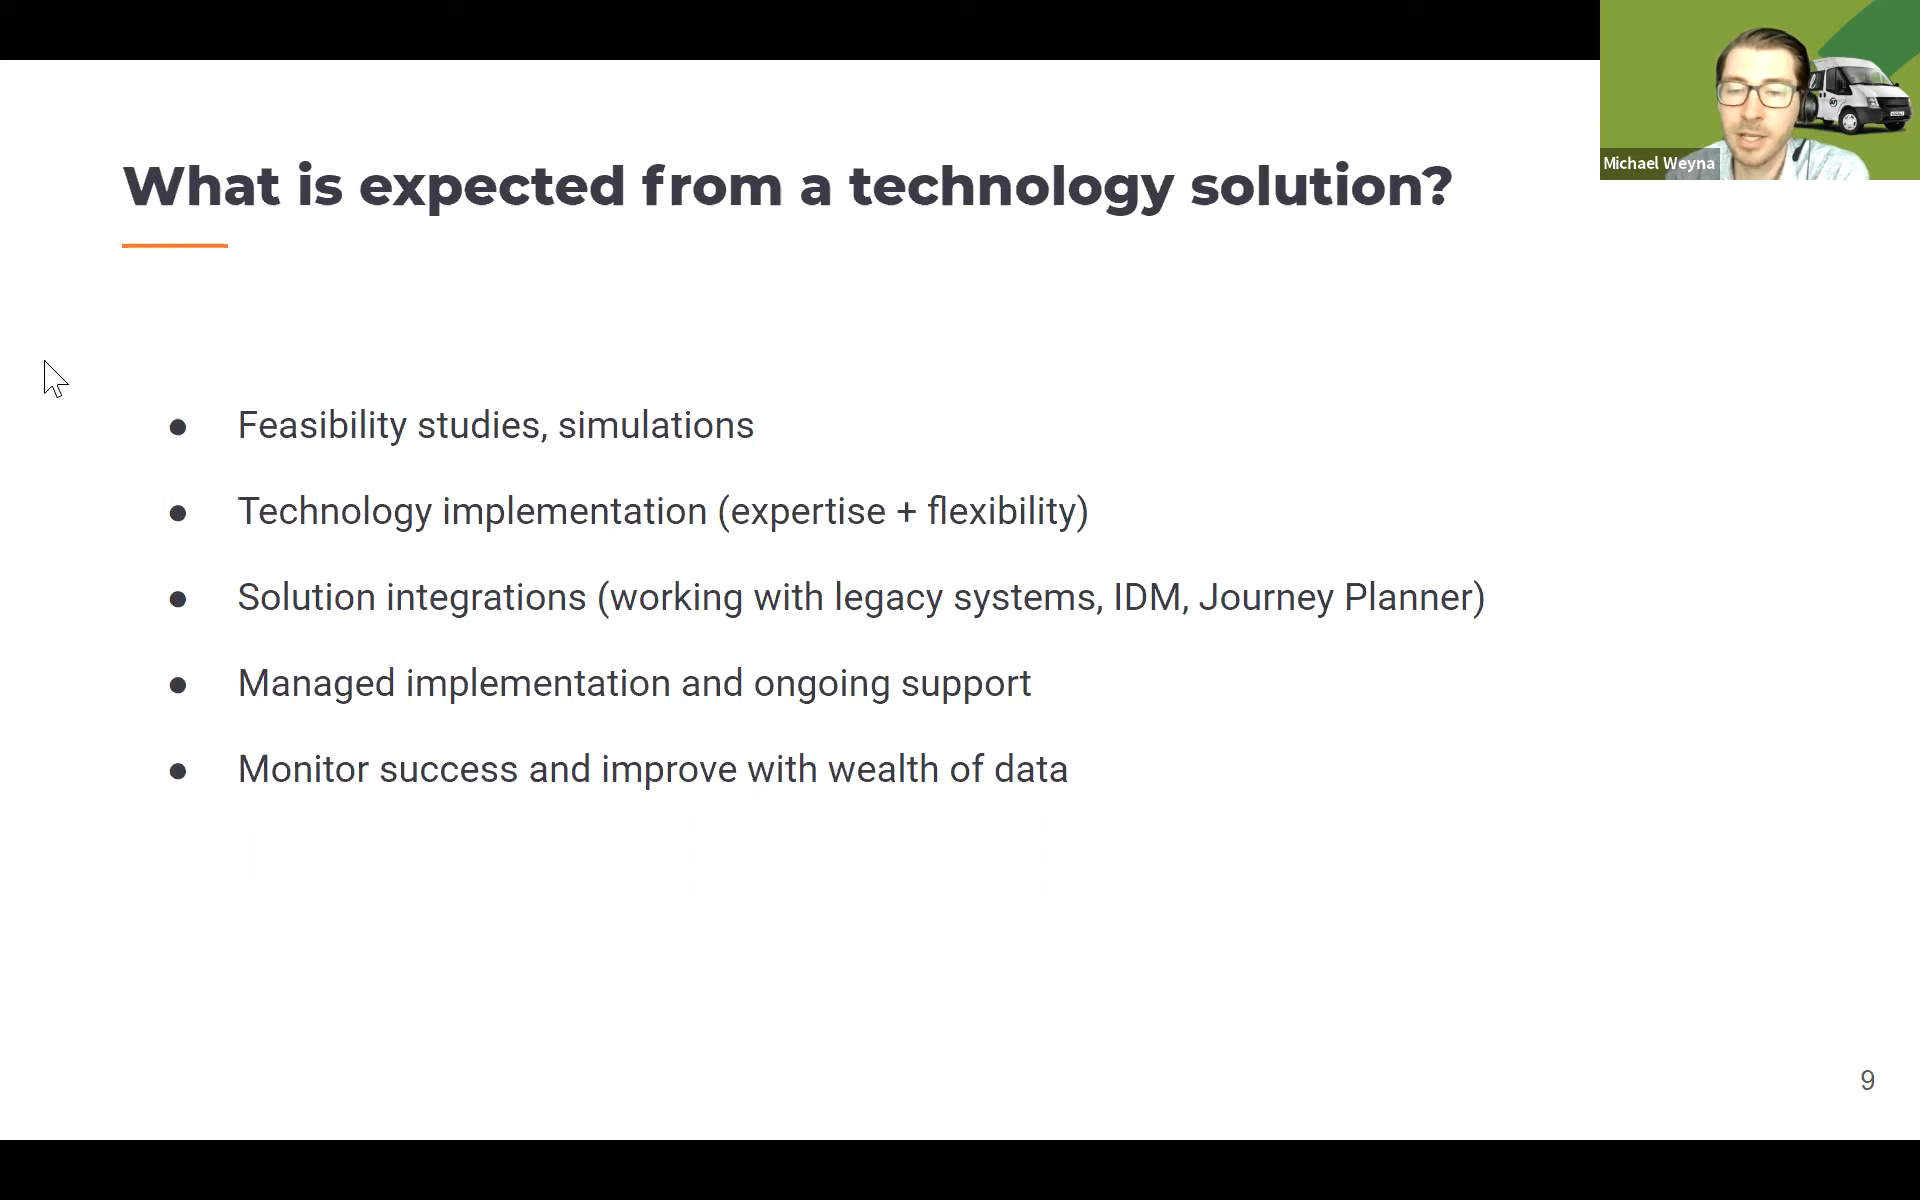 What is expected from a technology solution?
Michael Weyna
● Feasibility studies, simulations
● Technology implementation (expertise + flexibility)
● Solution integrations (working with legacy systems, IDM, Journey Planner)
● Managed implementation and ongoing support
● Monitor success and improve with wealth of data
9